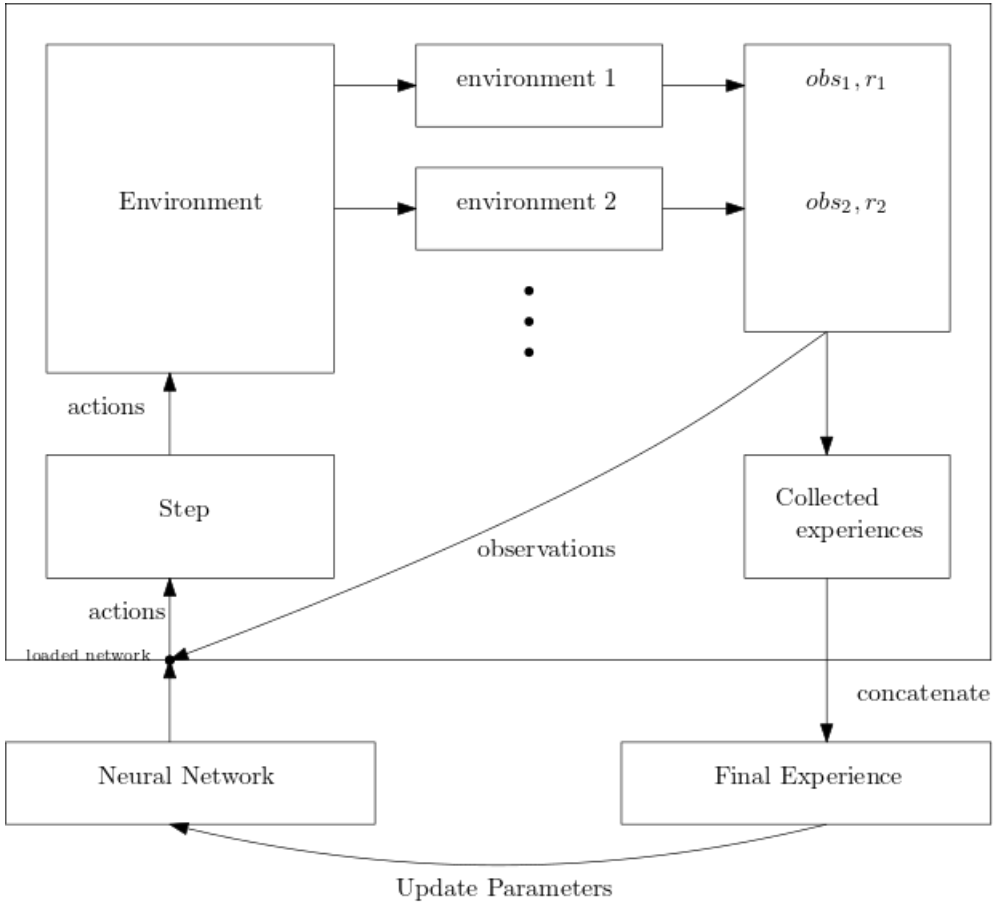 environment 1
obs₁, r₁
Environment
environment 2
obs₂, r₂
actions
Step
Collected
experiences
observations
actions
loaded network
concatenate
Neural Network
Final Experience
Update Parameters